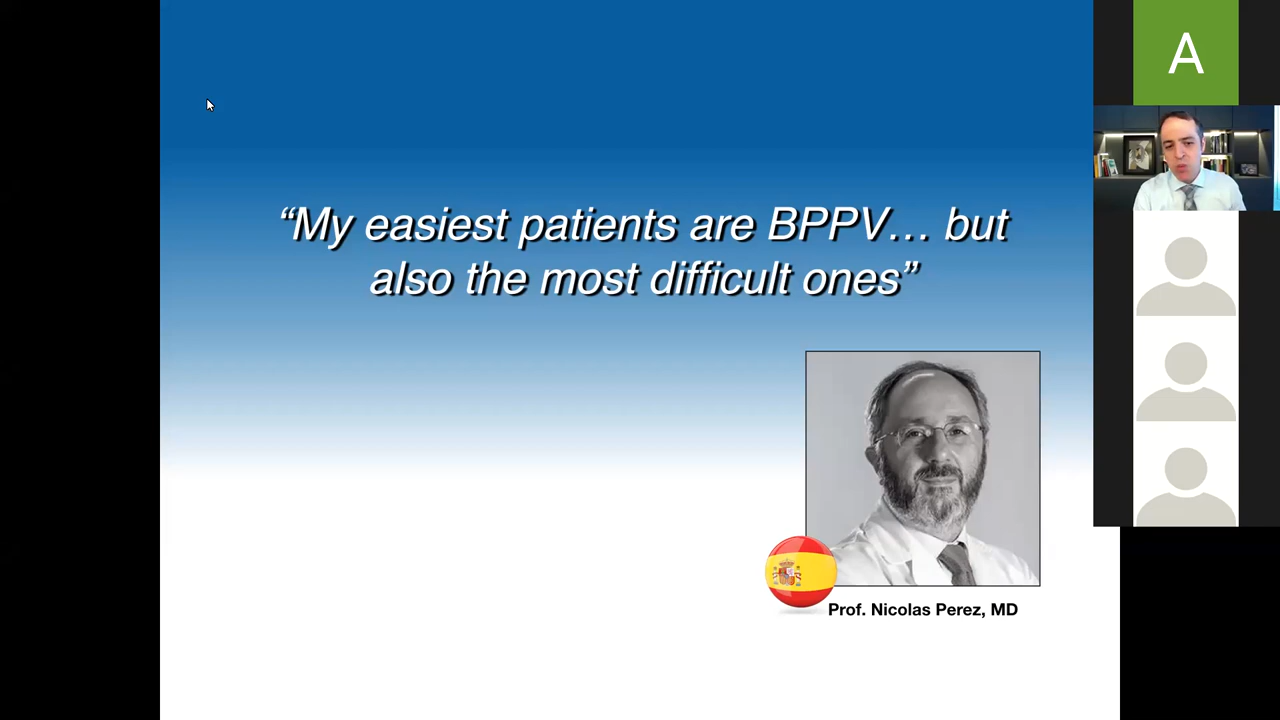 “My easiest patients are BPPV… but
also the most difficult ones”
Prof. Nicolas Perez, MD
A